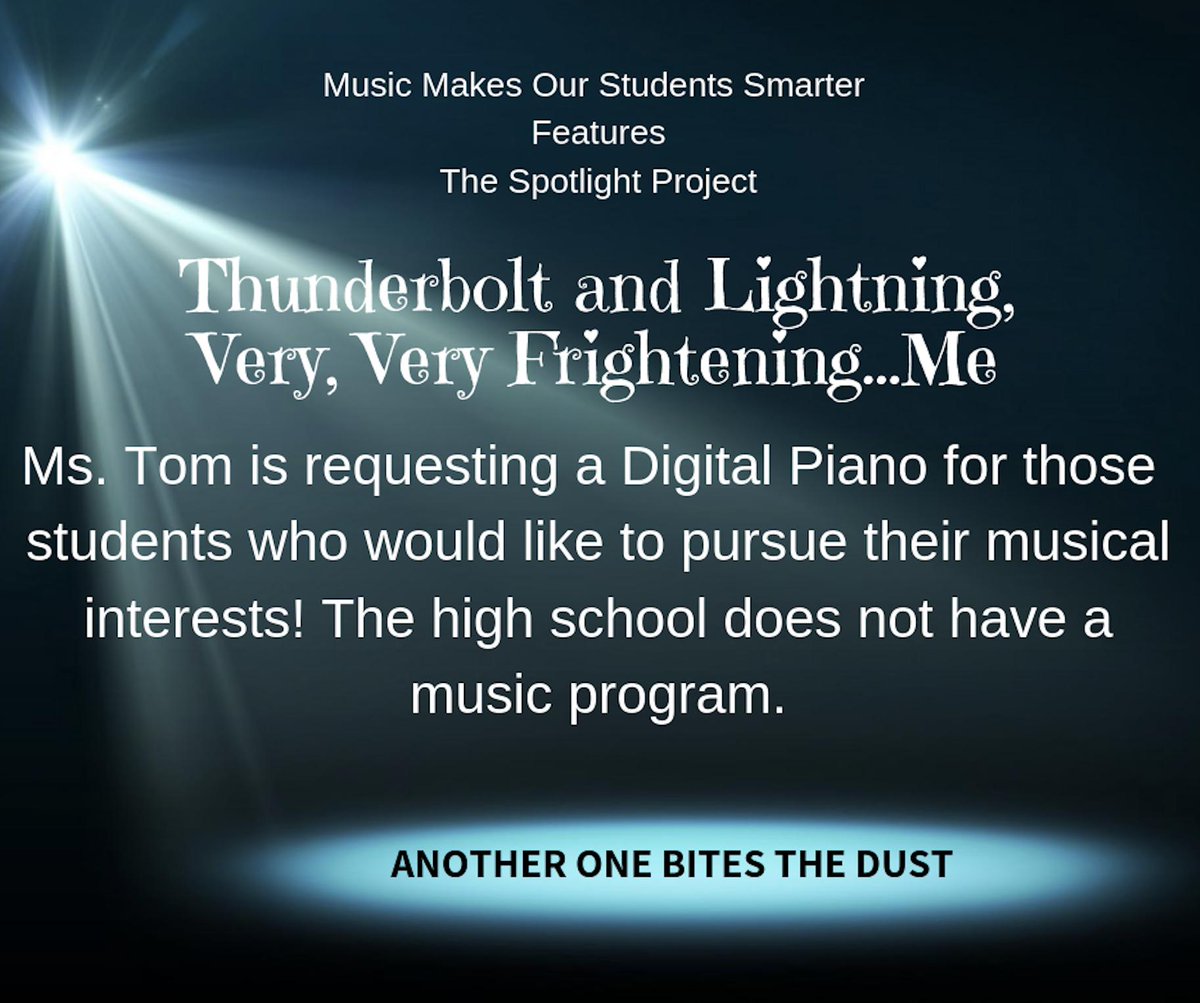 Music Makes Our Students Smarter
Features
The Spotlight Project
Thunderbolt and Lightning,
Very, Very Frightening...Me
Ms. Tom is requesting a Digital Piano for those
students who would like to pursue their musical
interests! The high school does not have a
music program.
ANOTHER ONE BITES THE DUST